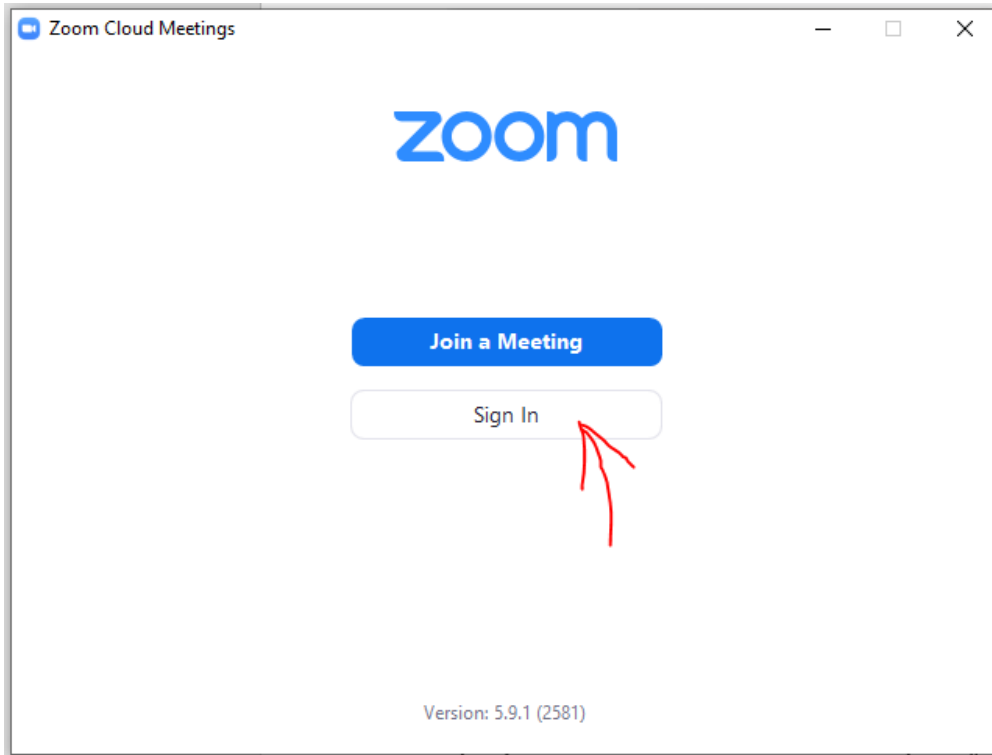 Zoom Cloud Meetings
zoom
Join a Meeting
Sign In
Version: 5.9.1 (2581)